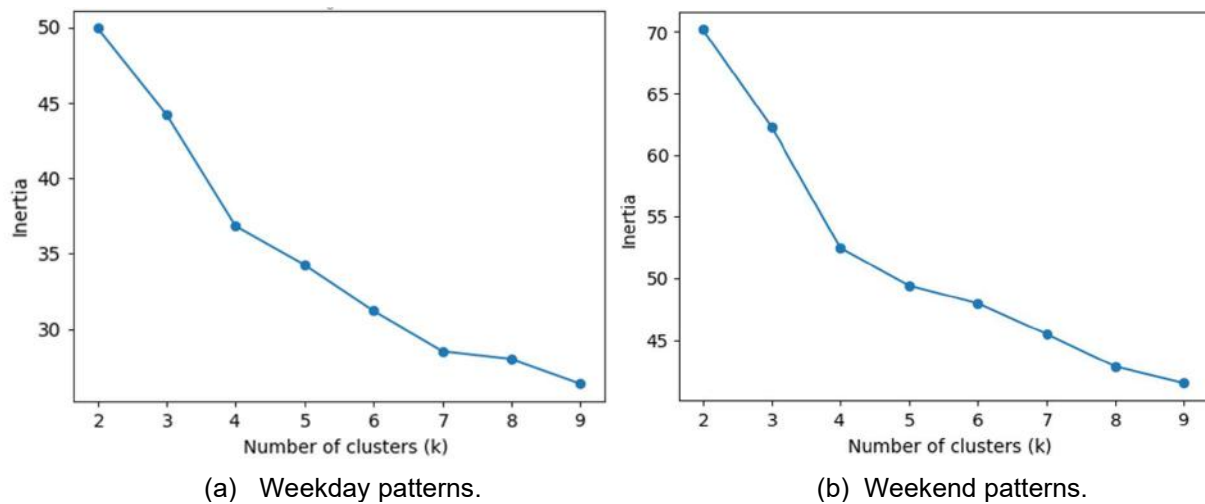 50
45
40
35
30
Inertia
2 3 4 5 6 7 8 9
Number of clusters (k)
(a) Weekday patterns.
70
65
60
55
50
45
Inertia
2 3 4 5 6 7 8 9
Number of clusters (k)
(b) Weekend patterns.